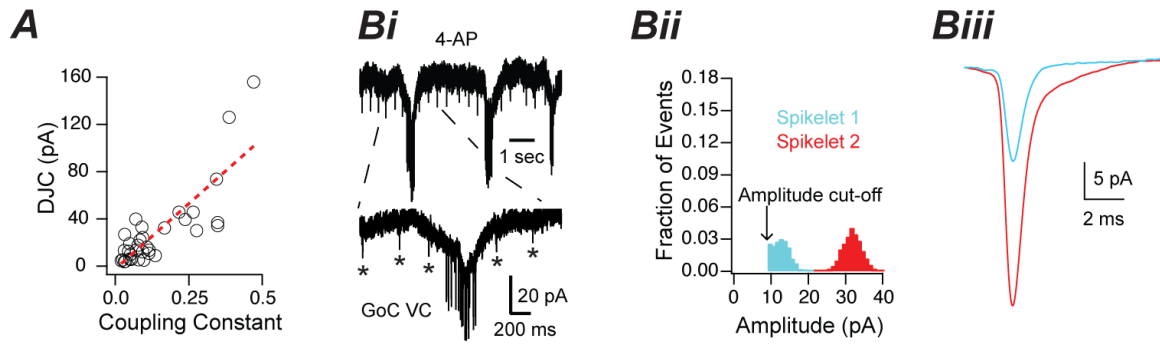 A
Bi
Bii
Biii
DJC (pA)
160
120
80
40
0
0.0
0.25
0.5
Coupling Constant
4-AP
1 sec
* * * * *
GoC VC
20 pA
200 ms
Fraction of Events
0.18
0.15
0.12
0.09
0.06
0.03
0.00
Spikelet 1
Spikelet 2
Amplitude cut-off
0 10 20 30 40
Amplitude (pA)
5 pA
2 ms